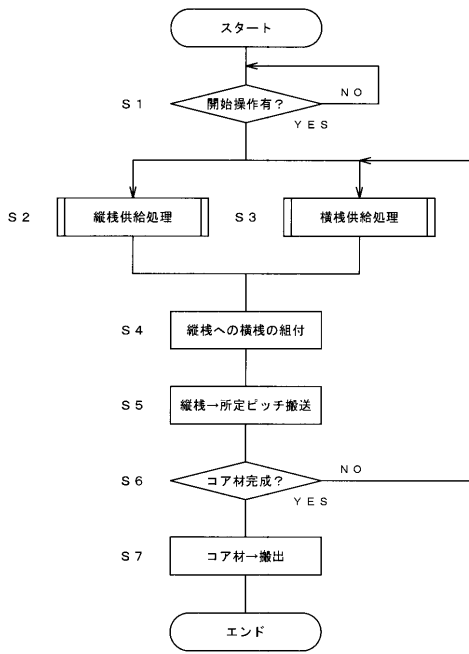 スタート
S1
開始操作有？
NO
YES
S2
縦桟供給処理
S3
横桟供給処理
S4
縦桟への横桟の組付
S5
縦桟→所定ピッチ搬送
S6
コア材完成？
NO
YES
S7
コア材→搬出
エンド